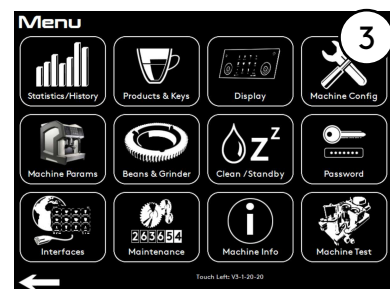 Menu
3
Statistics/History
Products & Keys
Display
Machine Config
Machine Params
Beans & Grinder
Clean /Standby
Password
Interfaces
263654
Maintenance
Machine Info
Machine Test
Touch Left: V3-1-20-20